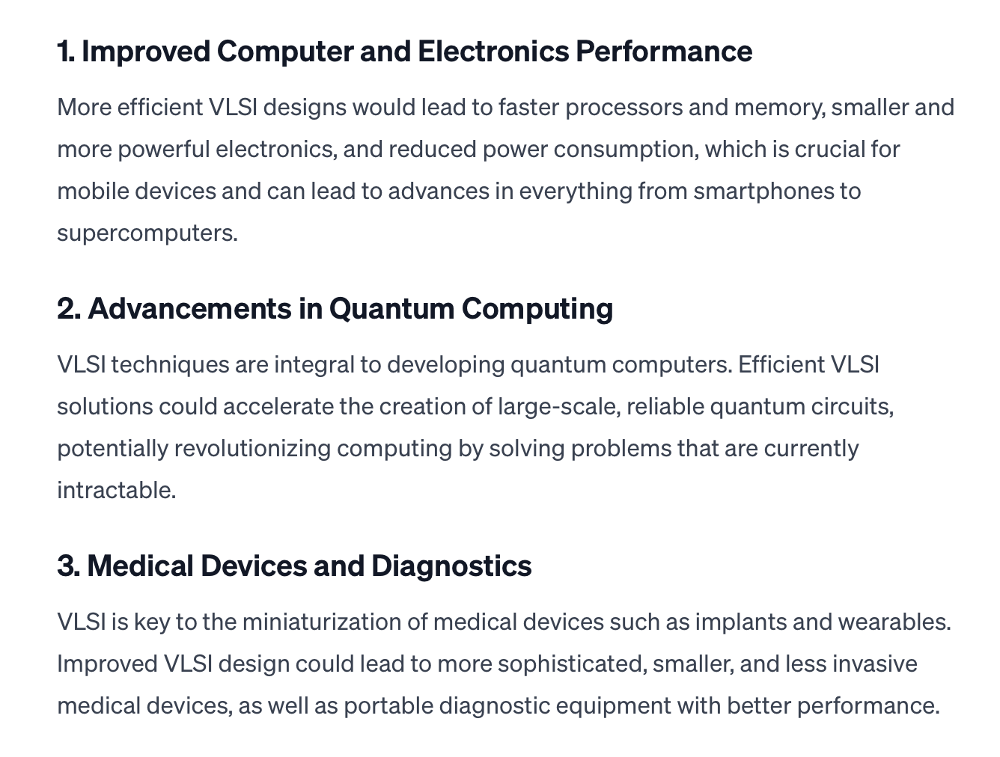 1. Improved Computer and Electronics Performance
More efficient VLSI designs would lead to faster processors and memory, smaller and
more powerful electronics, and reduced power consumption, which is crucial for
mobile devices and can lead to advances in everything from smartphones to
supercomputers.
2. Advancements in Quantum Computing
VLSI techniques are integral to developing quantum computers. Efficient VLSI
solutions could accelerate the creation of large-scale, reliable quantum circuits,
potentially revolutionizing computing by solving problems that are currently
intractable.
3. Medical Devices and Diagnostics
VLSI is key to the miniaturization of medical devices such as implants and wearables.
Improved VLSI design could lead to more sophisticated, smaller, and less invasive
medical devices, as well as portable diagnostic equipment with better performance.